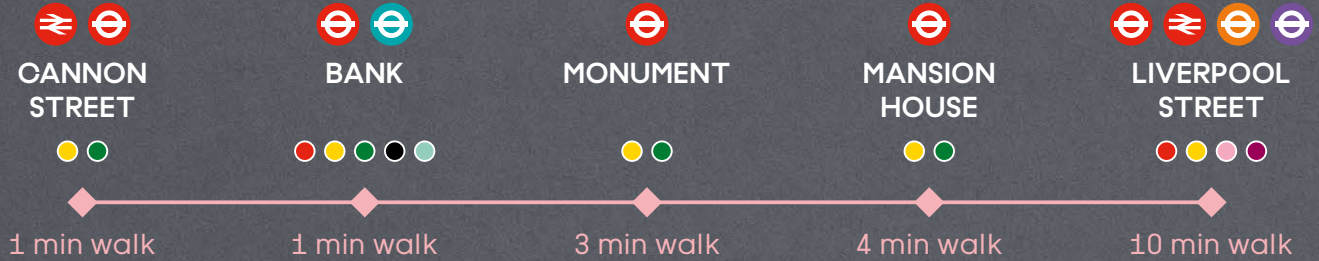 CANNON
STREET
BANK
MONUMENT
MANSION
HOUSE
LIVERPOOL
STREET
1 min walk
1 min walk
3 min walk
4 min walk
10 min walk